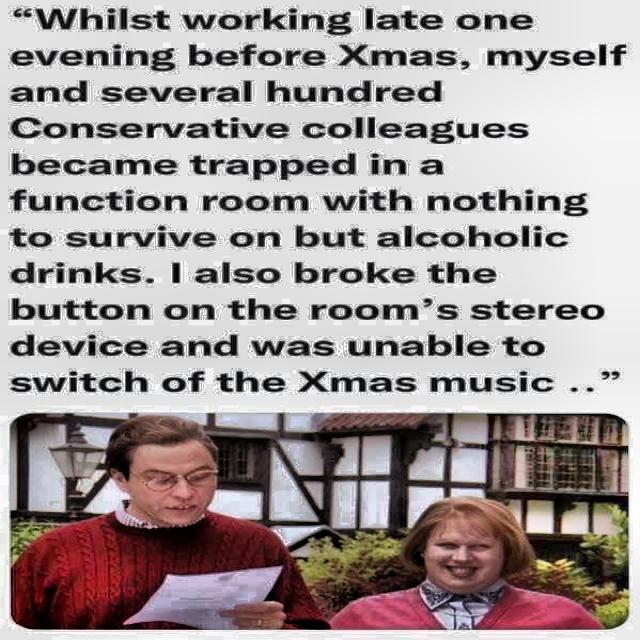 “Whilst working late one
evening before Xmas, myself
and several hundred
Conservative colleagues
became trapped in a
function room with nothing
to survive on but alcoholic
drinks. I also broke the
button on the room’s stereo
device and was unable to
switch of the Xmas music ..”